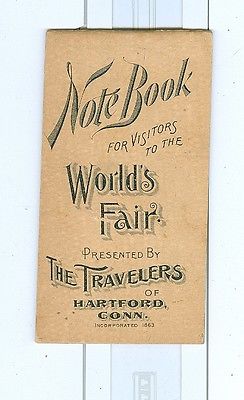 Note Book
FOR VISITORS
TO THE
World's
Fair.
PRESENTED BY
THE TRAVELERS
OF
HARTFORD,
CONN.
INCORPORATED 1863